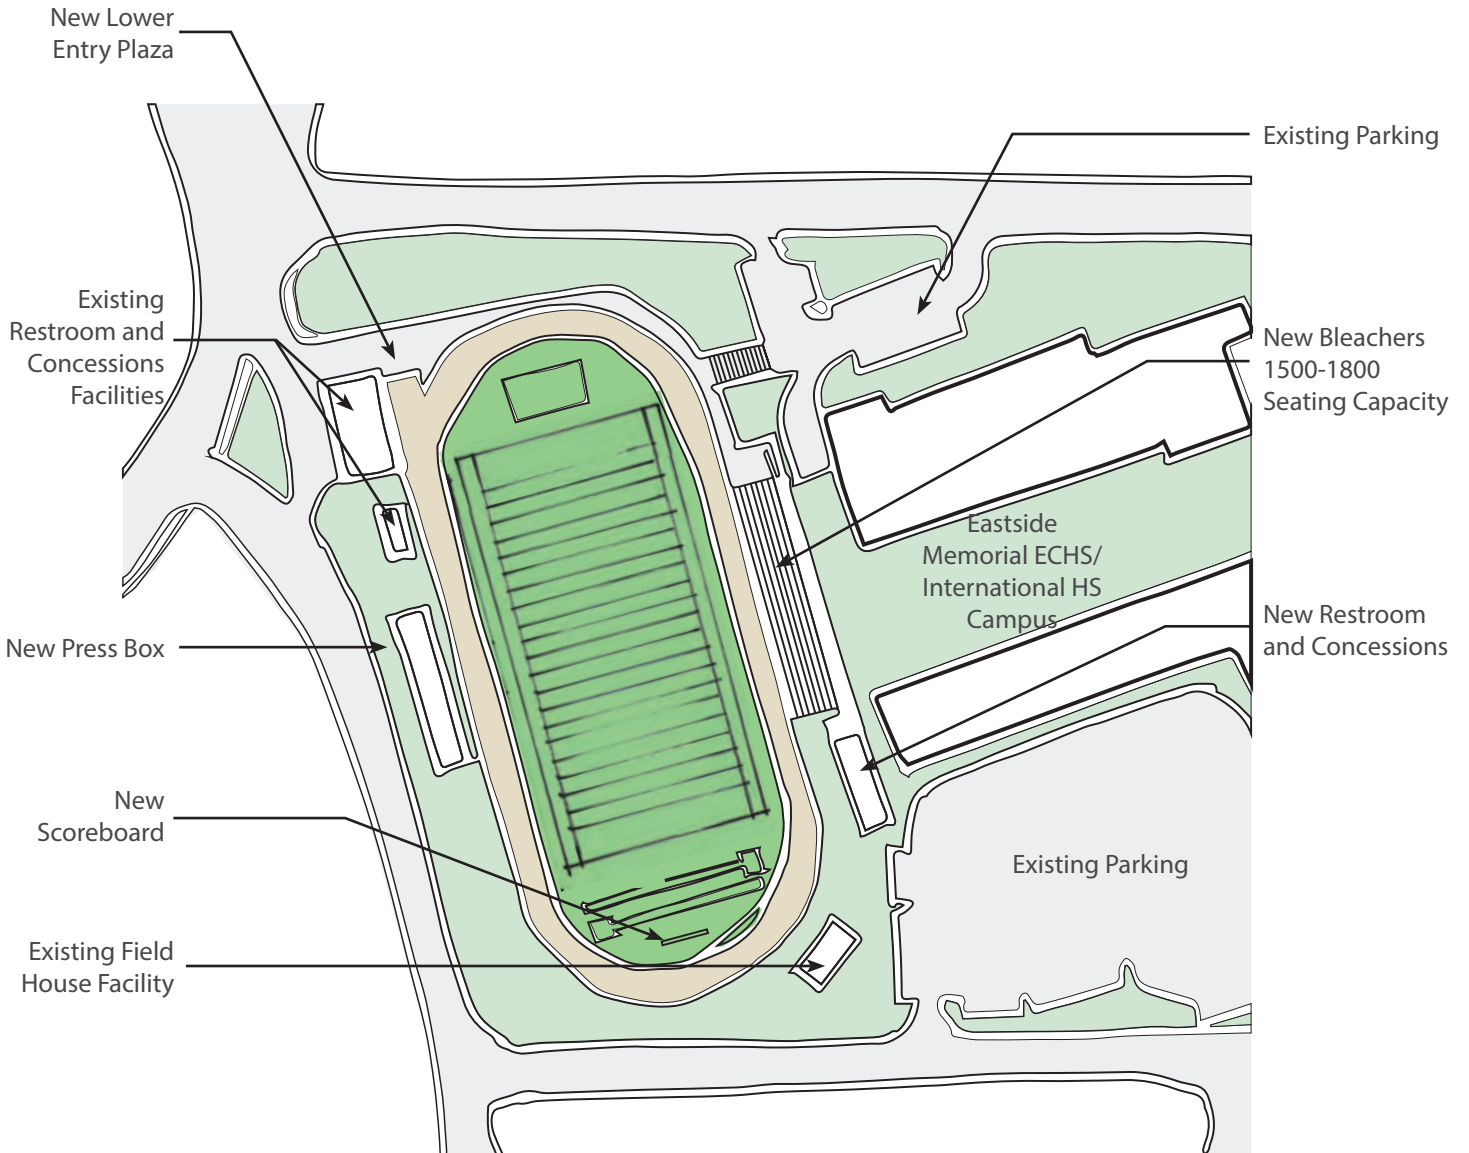 New Lower
Entry Plaza
Existing Parking
Existing
Restroom and
Concessions
Facilities
New Bleachers
1500-1800
Seating Capacity
Eastside
Memorial ECHS/
International HS
Campus
New Restroom
and Concessions
New Press Box
New
Scoreboard
Existing Parking
Existing Field
House Facility